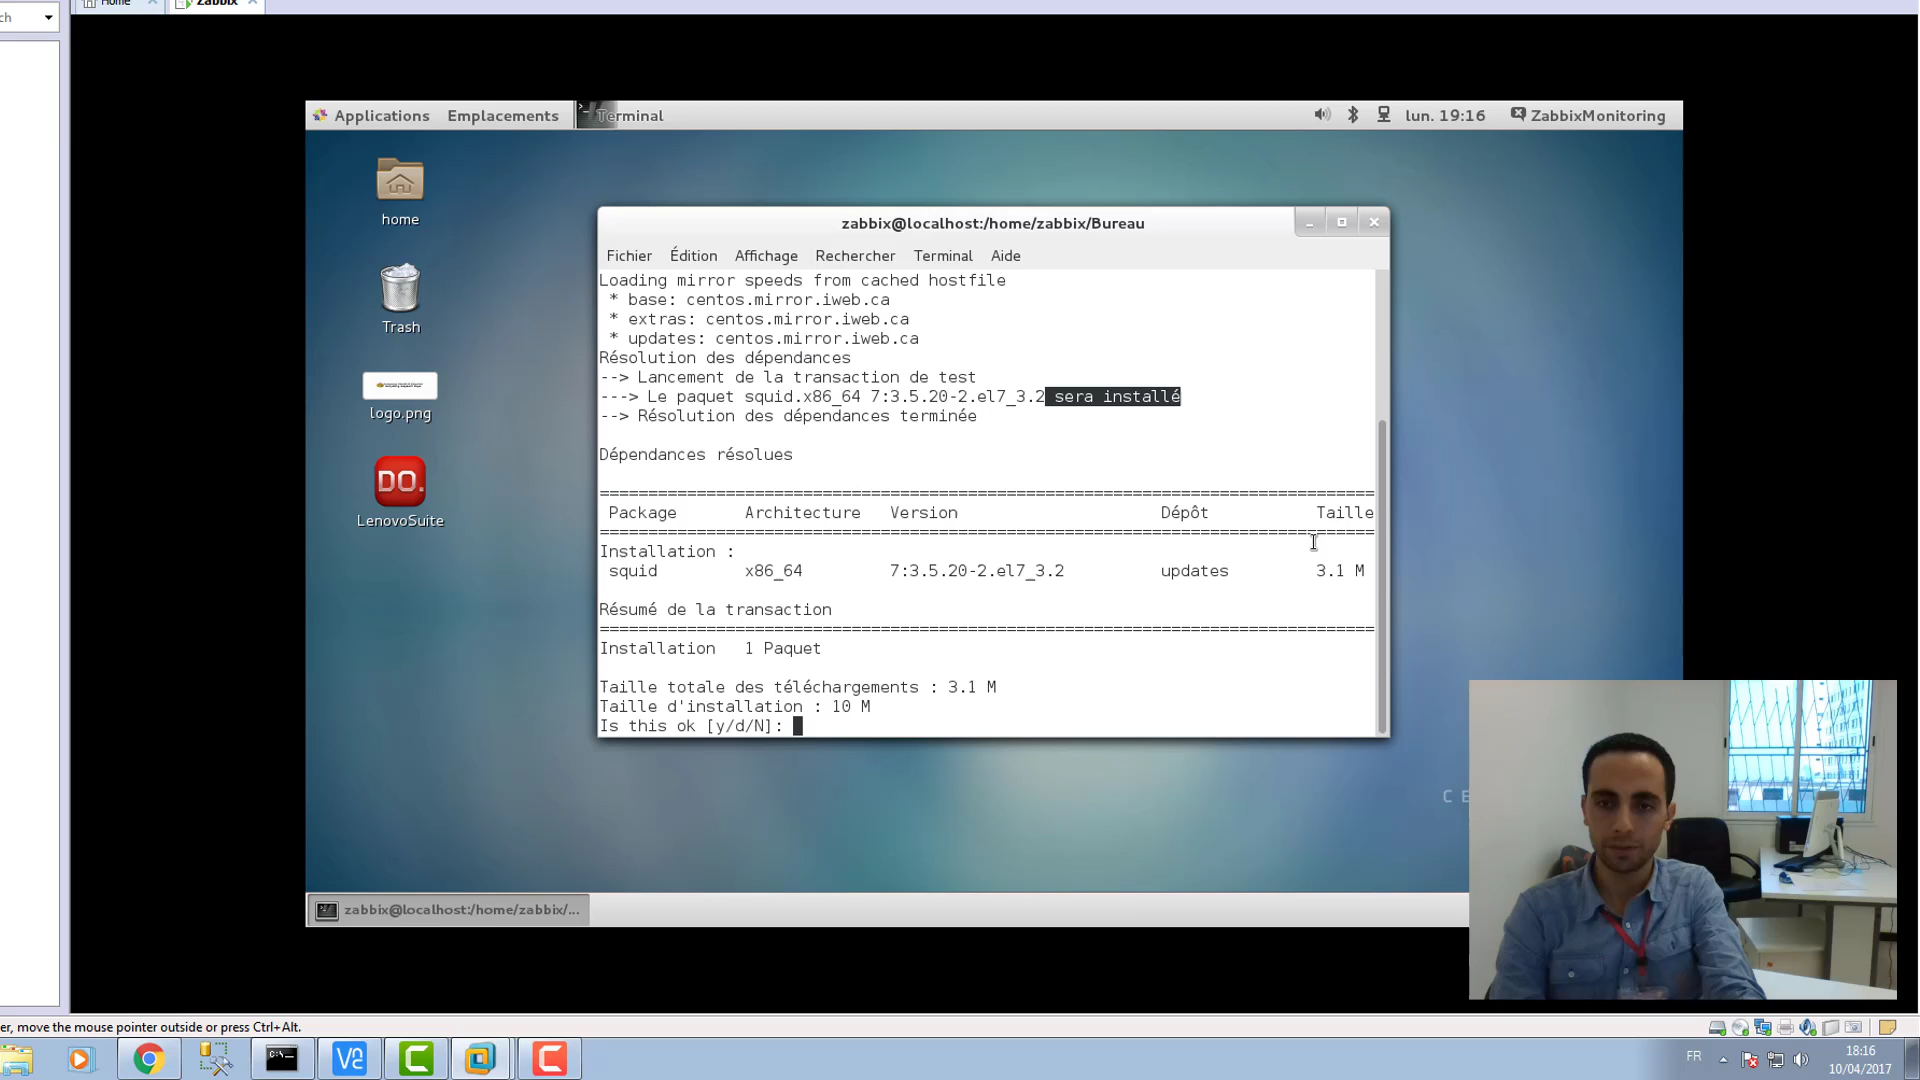 ch
Home
Zabbix
Applications
Emplacements
Terminal
lun. 19:16
ZabbixMonitoring
home
Trash
logo.png
DO.
LenovoSuite
zabbix@localhost:/home/zabbix/Bureau
Fichier Édition Affichage Rechercher Terminal Aide
Loading mirror speeds from cached hostfile
* base: centos.mirror.iweb.ca
* extras: centos.mirror.iweb.ca
* updates: centos.mirror.iweb.ca
Résolution des dépendances
--> Lancement de la transaction de test
---> Le paquet squid.x86_64 7:3.5.20-2.el7_3.2 sera installé
--> Résolution des dépendances terminée
Dépendances résolues
================================================================================
Package Architecture Version Dépôt Taille
================================================================================
Installation :
squid x86_64 7:3.5.20-2.el7_3.2 updates 3.1 M
Résumé de la transaction
================================================================================
Installation 1 Paquet
Taille totale des téléchargements : 3.1 M
Taille d'installation : 10 M
Is this ok [y/d/N]:
C E
zabbix@localhost:/home/zabbix/...
er, move the mouse pointer outside or press Ctrl+Alt.
C:\
FR
18:16
10/04/2017